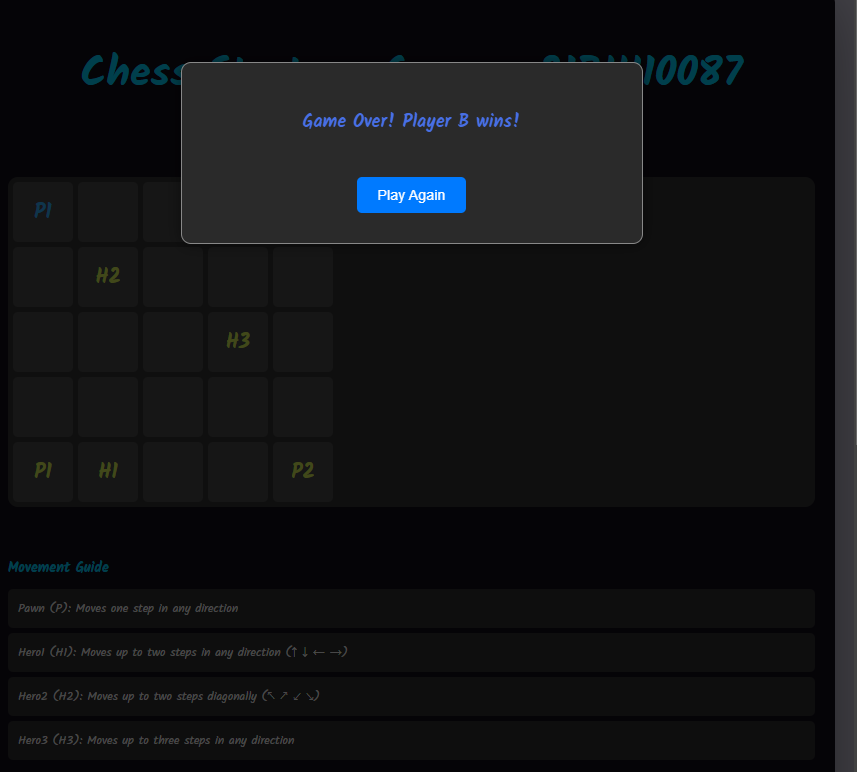 Chess
10087
Game Over! Player B wins!
Play Again
P1
H2
H3
P1 H1 P2
Movement Guide
Pawn (P): Moves one step in any direction
Hero1 (H1): Moves up to two steps in any direction (↑ ↓ ← →)
Hero2 (H2): Moves up to two steps diagonally (↖ ↗ ↙ ↘)
Hero3 (H3): Moves up to three steps in any direction